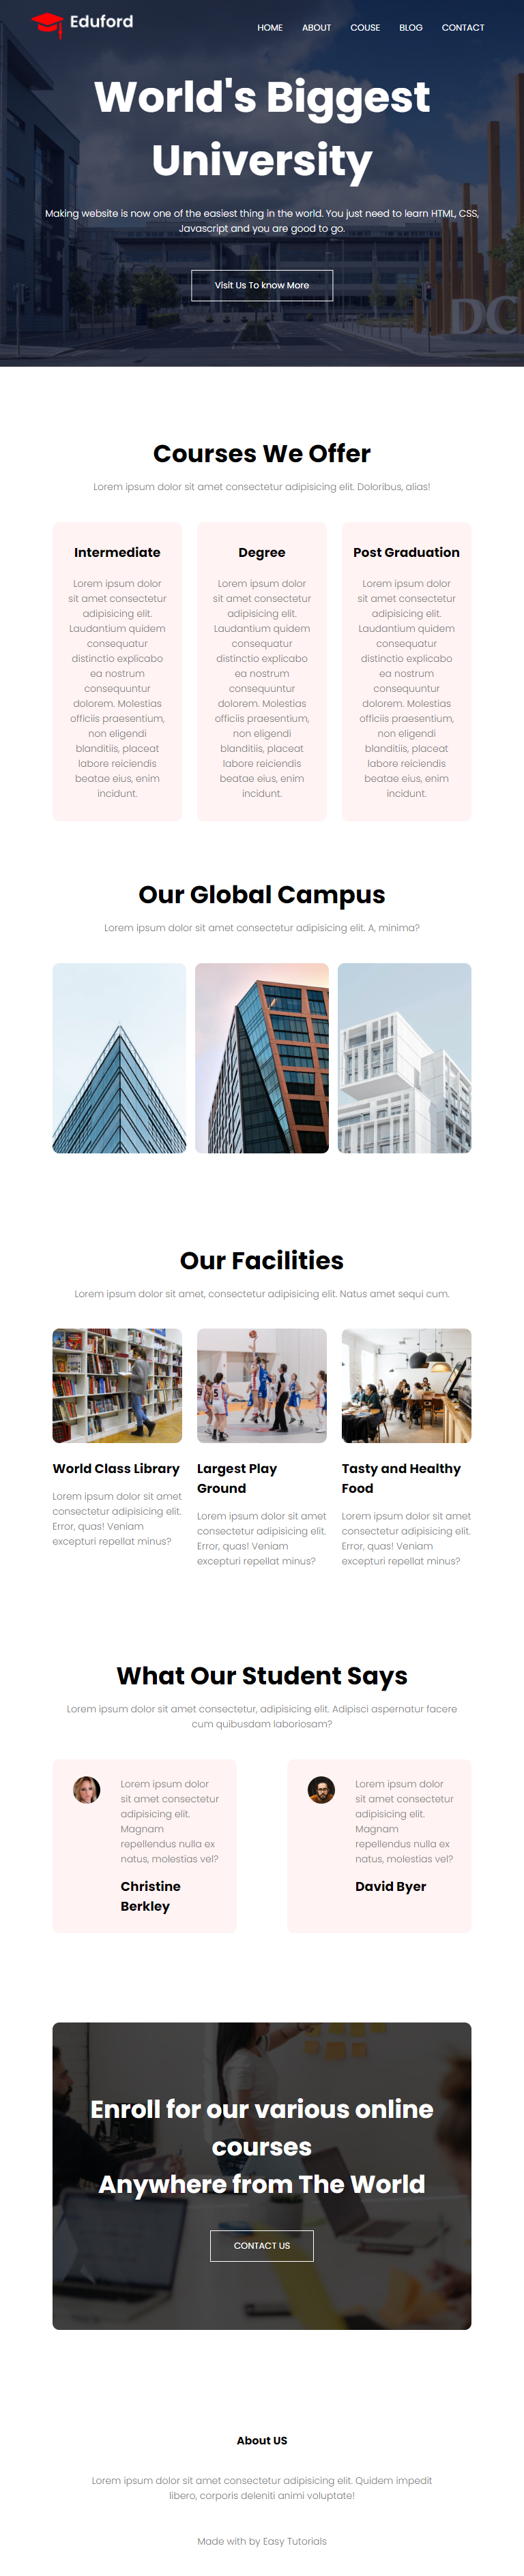 Eduford
HOME ABOUT COUSE BLOG CONTACT
World's Biggest
University
Making website is now one of the easiest thing in the world. You just need to learn HTML, CSS,
Javascript and you are good to go.
Visit Us To know More
DC
Courses We Offer
Lorem ipsum dolor sit amet consectetur adipisicing elit. Doloribus, alias!
Intermediate
Lorem ipsum dolor
sit amet consectetur
adipisicing elit.
Laudantium quidem
consequatur
distinctio explicabo
ea nostrum
consequuntur
dolorem. Molestias
officiis praesentium,
non eligendi
blanditiis, placeat
labore reiciendis
beatae eius, enim
incidunt.
Degree
Lorem ipsum dolor
sit amet consectetur
adipisicing elit.
Laudantium quidem
consequatur
distinctio explicabo
ea nostrum
consequuntur
dolorem. Molestias
officiis praesentium,
non eligendi
blanditiis, placeat
labore reiciendis
beatae eius, enim
incidunt.
Post Graduation
Lorem ipsum dolor
sit amet consectetur
adipisicing elit.
Laudantium quidem
consequatur
distinctio explicabo
ea nostrum
consequuntur
dolorem. Molestias
officiis praesentium,
non eligendi
blanditiis, placeat
labore reiciendis
beatae eius, enim
incidunt.
Our Global Campus
Lorem ipsum dolor sit amet consectetur adipisicing elit. A, minima?
Our Facilities
Lorem ipsum dolor sit amet, consectetur adipisicing elit. Natus amet sequi cum.
World Class Library
Lorem ipsum dolor sit amet
consectetur adipisicing elit.
Error, quas! Veniam
excepturi repellat minus?
Largest Play
Ground
Lorem ipsum dolor sit amet
consectetur adipisicing elit.
Error, quas! Veniam
excepturi repellat minus?
Tasty and Healthy
Food
Lorem ipsum dolor sit amet
consectetur adipisicing elit.
Error, quas! Veniam
excepturi repellat minus?
What Our Student Says
Lorem ipsum dolor sit amet consectetur, adipisicing elit. Adipisci aspernatur facere
cum quibusdam laboriosam?
Lorem ipsum dolor
sit amet consectetur
adipisicing elit.
Magnam
repellendus nulla ex
natus, molestias vel?
Christine
Berkley
Lorem ipsum dolor
sit amet consectetur
adipisicing elit.
Magnam
repellendus nulla ex
natus, molestias vel?
David Byer
Enroll for our various online
courses
Anywhere from The World
CONTACT US
About US
Lorem ipsum dolor sit amet consectetur adipisicing elit. Quidem impedit
libero, corporis deleniti animi voluptate!
Made with by Easy Tutorials